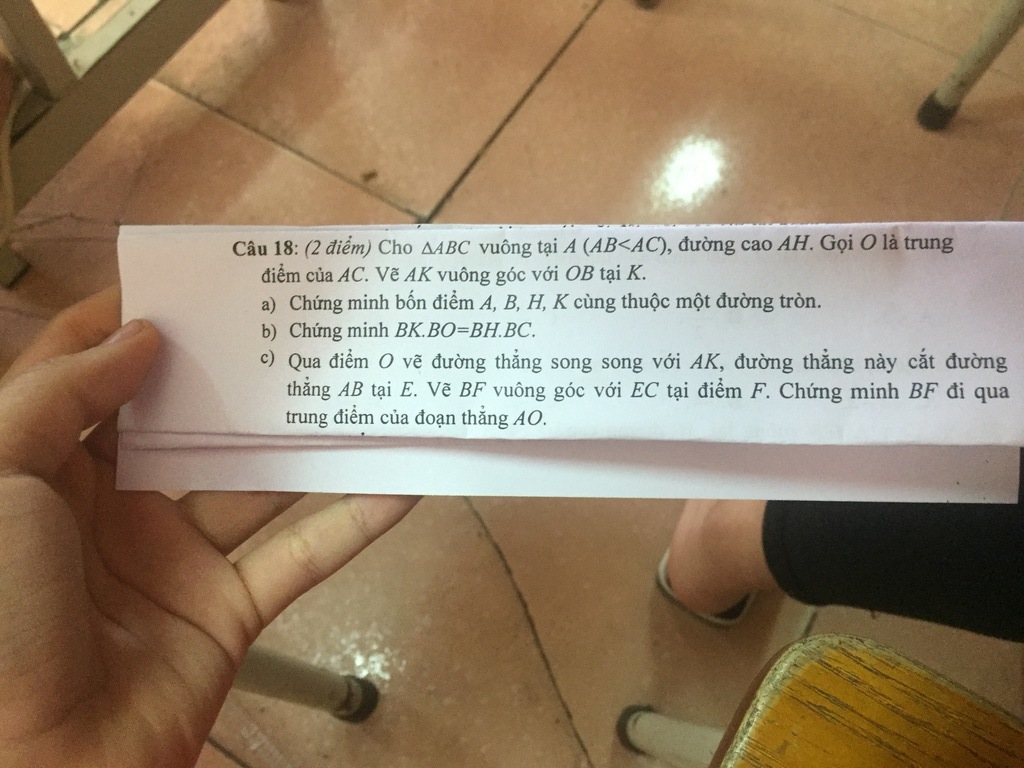 Câu 18: (2 điểm) Cho ΔABC vuông tại A (AB<AC), đường cao AH. Gọi O là trung
điểm của AC. Vẽ AK vuông góc với OB tại K.
a) Chứng minh bốn điểm A, B, H, K cùng thuộc một đường tròn.
b) Chứng minh BK.BO=BH.BC.
c) Qua điểm O vẽ đường thẳng song song với AK, đường thẳng này cắt đường
thẳng AB tại E. Vẽ BF vuông góc với EC tại điểm F. Chứng minh BF đi qua
trung điểm của đoạn thẳng AO.